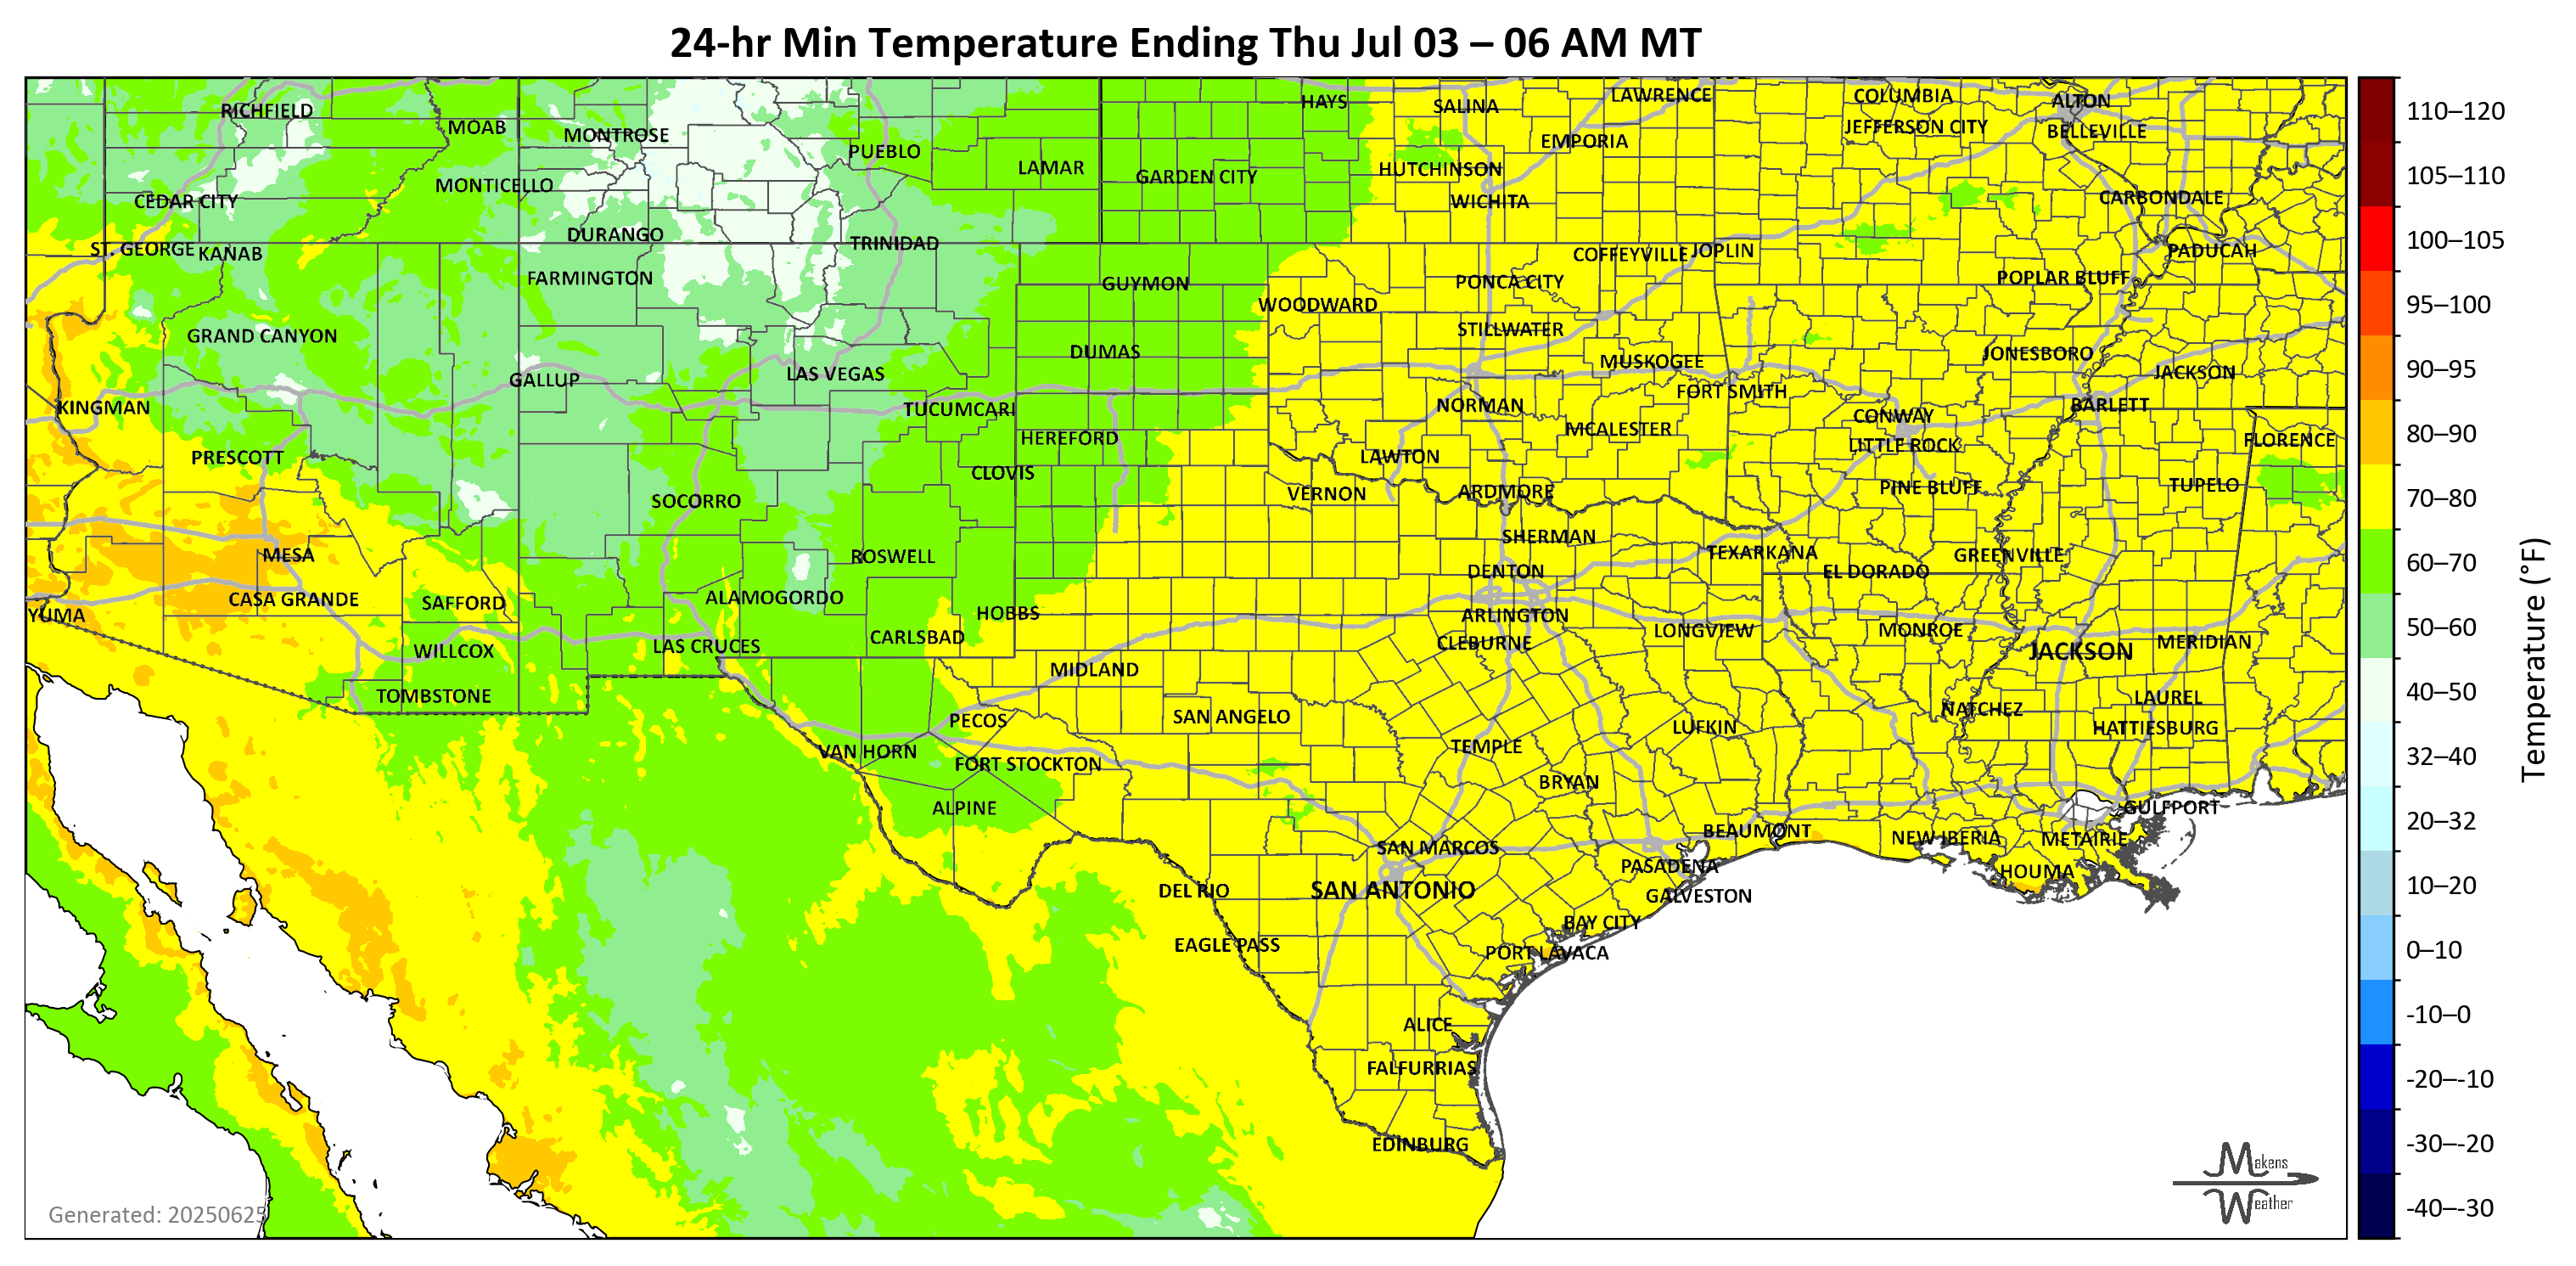 24-hr Min Temperature Ending Thu Jul 03 – 06 AM MT
RICHFIELD
MOAB
MONTROSE
PUEBLO
LAMAR
HAYS
SALINA
LAWRENCE
COLUMBIA
ALTON
JEFFERSON CITY
BELLEVILLE
EMPORIA
HUTCHINSON
GARDEN CITY
MONTICELLO
CEDAR CITY
WICHITA
CARBONDALE
DURANGO
TRINIDAD
ST. GEORGE
KANAB
COFFEYVILLE
JOPLIN
PADUCAH
FARMINGTON
GUYMON
PONCA CITY
POPLAR BLUFF
WOODWARD
GRAND CANYON
STILLWATER
DUMAS
MUSKOGEE
JONESBORO
JACKSON
GALLUP
LAS VEGAS
FORT SMITH
KINGMAN
TUCUMCARI
NORMAN
CONWAY
BARLETT
HEREFORD
MCALESTER
LITTLE ROCK
FLORENCE
PRESCOTT
CLOVIS
LAWTON
SOCORRO
VERNON
ARDMORE
PINE BLUFF
TUPELO
SHERMAN
MESA
ROSWELL
TEXARKANA
GREENVILLE
DENTON
EL DORADO
CASA GRANDE
SAFFORD
ALAMOGORDO
YUMA
HOBBS
ARLINGTON
WILLCOX
LAS CRUCES
CARLSBAD
CLEBURNE
LONGVIEW
MONROE
JACKSON
MERIDIAN
MIDLAND
TOMBSTONE
LAUREL
PECOS
SAN ANGELO
NATCHEZ
LUFKIN
HATTIESBURG
VAN HORN
FORT STOCKTON
TEMPLE
BRYAN
ALPINE
GULFPORT
BEAUMONT
NEW IBERIA
METAIRIE
SAN MARCOS
PASADENA
HOUMA
DEL RIO
SAN ANTONIO
GALVESTON
BAY CITY
EAGLE PASS
PORT LAVACA
ALICE
FALFURRIAS
EDINBURG
Generated: 20250625
Makens
Weather
110–120
105–110
100–105
95–100
90–95
80–90
70–80
60–70
50–60
40–50
32–40
20–32
10–20
0–10
-10–0
-20–-10
-30–-20
-40–-30
Temperature (°F)